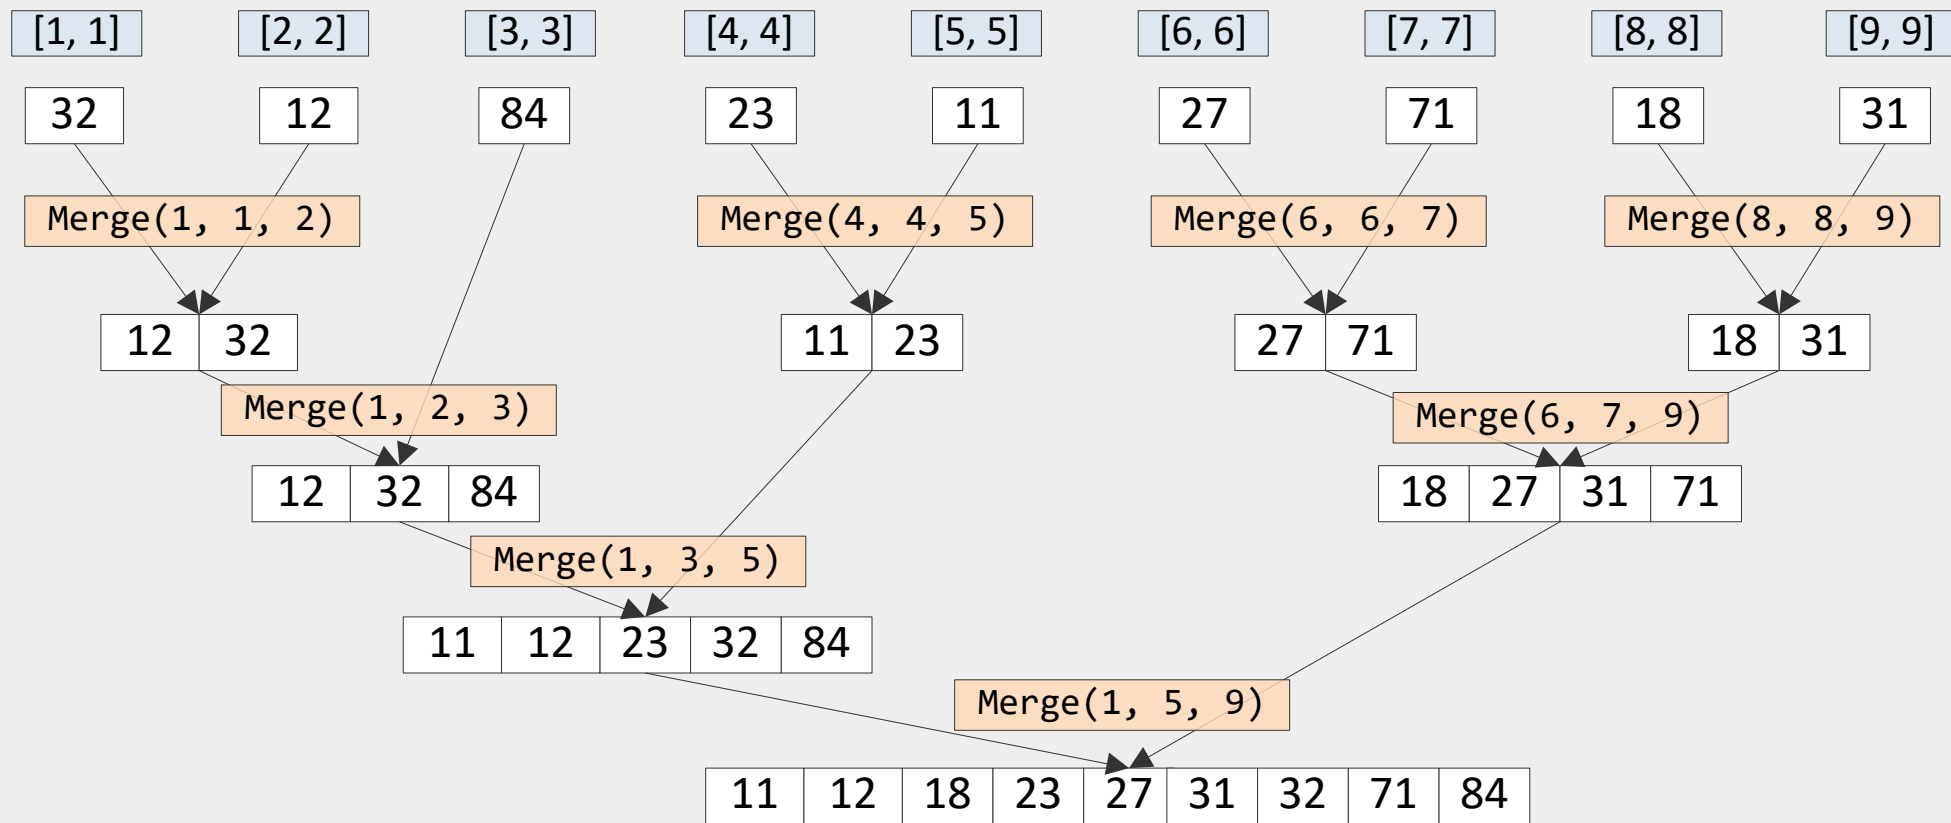 [1, 1] [2, 2] [3, 3] [4, 4] [5, 5] [6, 6] [7, 7] [8, 8] [9, 9]
32 12 84 23 11 27 71 18 31
Merge(1, 1, 2) Merge(4, 4, 5) Merge(6, 6, 7) Merge(8, 8, 9)
12 32 11 23 27 71 18 31
Merge(1, 2, 3) Merge(6, 7, 9)
12 32 84 18 27 31 71
Merge(1, 3, 5)
11 12 23 32 84
Merge(1, 5, 9)
11 12 18 23 27 31 32 71 84